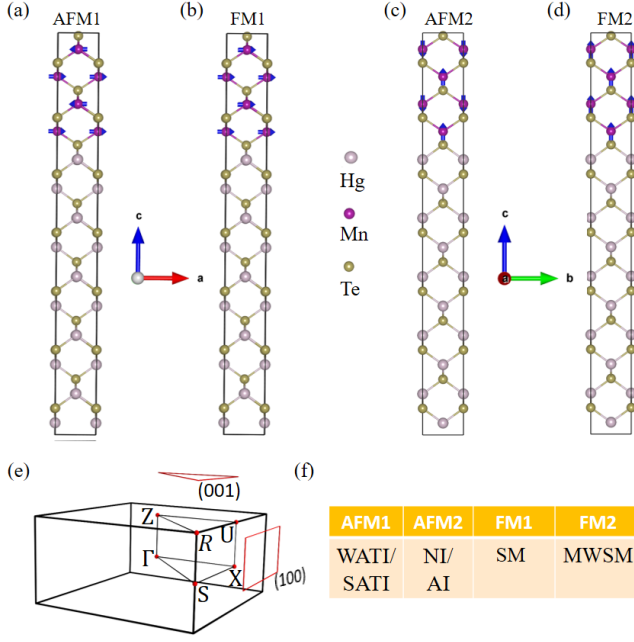 (a)
AFM1
(b)
FM1
(c)
AFM2
(d)
FM2
Hg
Mn
Te
c
a
c
a
b
(e)
(001)
Z
U
R
Γ
X
S
(100)
(f)
AFM1 AFM2 FM1 FM2
WATI/ NI/ SM MWSM
SATI AI